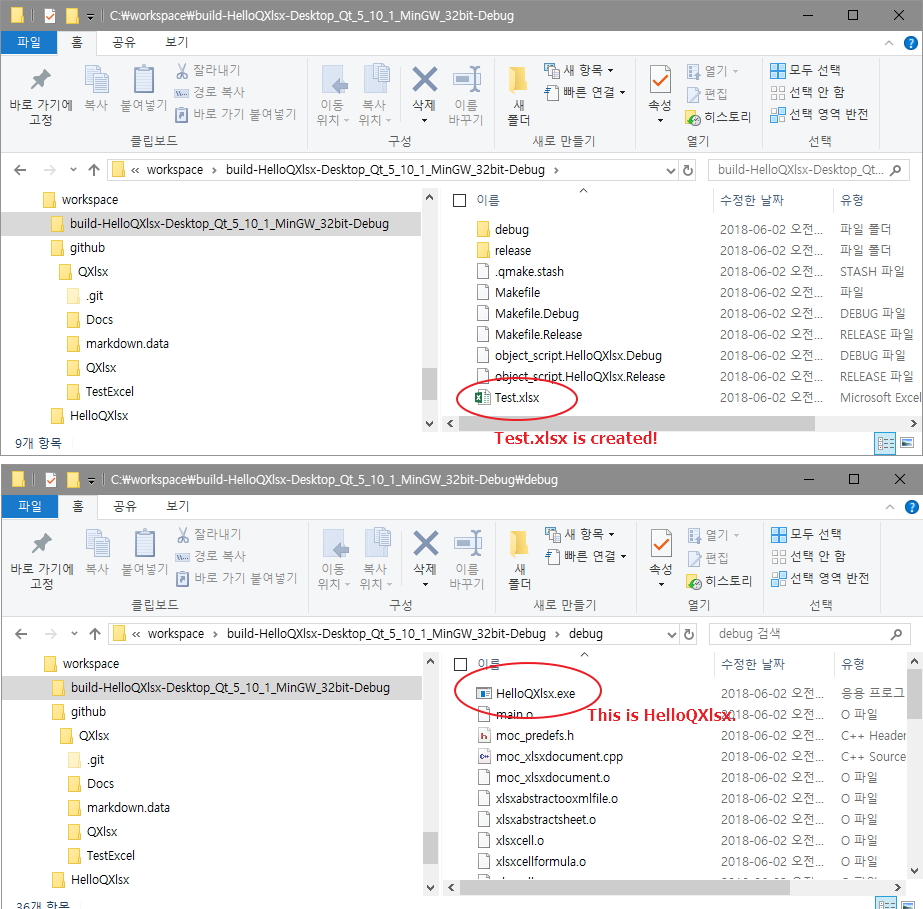 C:₩workspace₩build-HelloQXlsx-Desktop_Qt_5_10_1_MinGW_32bit-Debug
파일 홈 공유 보기
바로 가기에 고정
복사
붙여넣기
잘라내기
경로 복사
바로 가기 붙여넣기
클립보드
이동 위치
복사 위치
삭제
이름 바꾸기
구성
새 폴더
새 항목
빠른 연결
새로 만들기
속성
열기
편집
히스토리
열기
모두 선택
선택 안 함
선택 영역 반전
선택
« workspace › build-HelloQXlsx-Desktop_Qt_5_10_1_MinGW_32bit-Debug ›
build-HelloQXlsx-Desktop_Qt...
workspace
build-HelloQXlsx-Desktop_Qt_5_10_1_MinGW_32bit-Debug
github
QXlsx
.git
Docs
markdown.data
QXlsx
TestExcel
HelloQXlsx
이름 수정한 날짜 유형
debug 2018-06-02 오전... 파일 폴더
release 2018-06-02 오전... 파일 폴더
.qmake.stash 2018-06-02 오전... STASH 파일
Makefile 2018-06-02 오전... 파일
Makefile.Debug 2018-06-02 오전... DEBUG 파일
Makefile.Release 2018-06-02 오전... RELEASE 파일
object_script.HelloQXlsx.Debug 2018-06-02 오전... DEBUG 파일
object_script.HelloQXlsx.Release 2018-06-02 오전... RELEASE 파일
Test.xlsx 2018-06-02 오전... Microsoft Excel
Test.xlsx is created!
9개 항목
C:₩workspace₩build-HelloQXlsx-Desktop_Qt_5_10_1_MinGW_32bit-Debug₩debug
파일 홈 공유 보기
바로 가기에 고정
복사
붙여넣기
잘라내기
경로 복사
바로 가기 붙여넣기
클립보드
이동 위치
복사 위치
삭제
이름 바꾸기
구성
새 폴더
새 항목
빠른 연결
새로 만들기
속성
열기
편집
히스토리
열기
모두 선택
선택 안 함
선택 영역 반전
선택
« workspace › build-HelloQXlsx-Desktop_Qt_5_10_1_MinGW_32bit-Debug › debug
debug 검색
workspace
build-HelloQXlsx-Desktop_Qt_5_10_1_MinGW_32bit-Debug
github
QXlsx
.git
Docs
markdown.data
QXlsx
TestExcel
HelloQXlsx
이름 수정한 날짜 유형
HelloQXlsx.exe 2018-06-02 오전... 응용 프로그
main.o 2018-06-02 오전... O 파일
This is HelloQXlsx.
moc_predefs.h 2018-06-02 오전... C++ Header
moc_xlsxdocument.cpp 2018-06-02 오전... C++ Source
moc_xlsxdocument.o 2018-06-02 오전... O 파일
xlsxabstractooxmlfile.o 2018-06-02 오전... O 파일
xlsxabstractsheet.o 2018-06-02 오전... O 파일
xlsxcell.o 2018-06-02 오전... O 파일
xlsxcellformula.o 2018-06-02 오전... O 파일
36개 항목